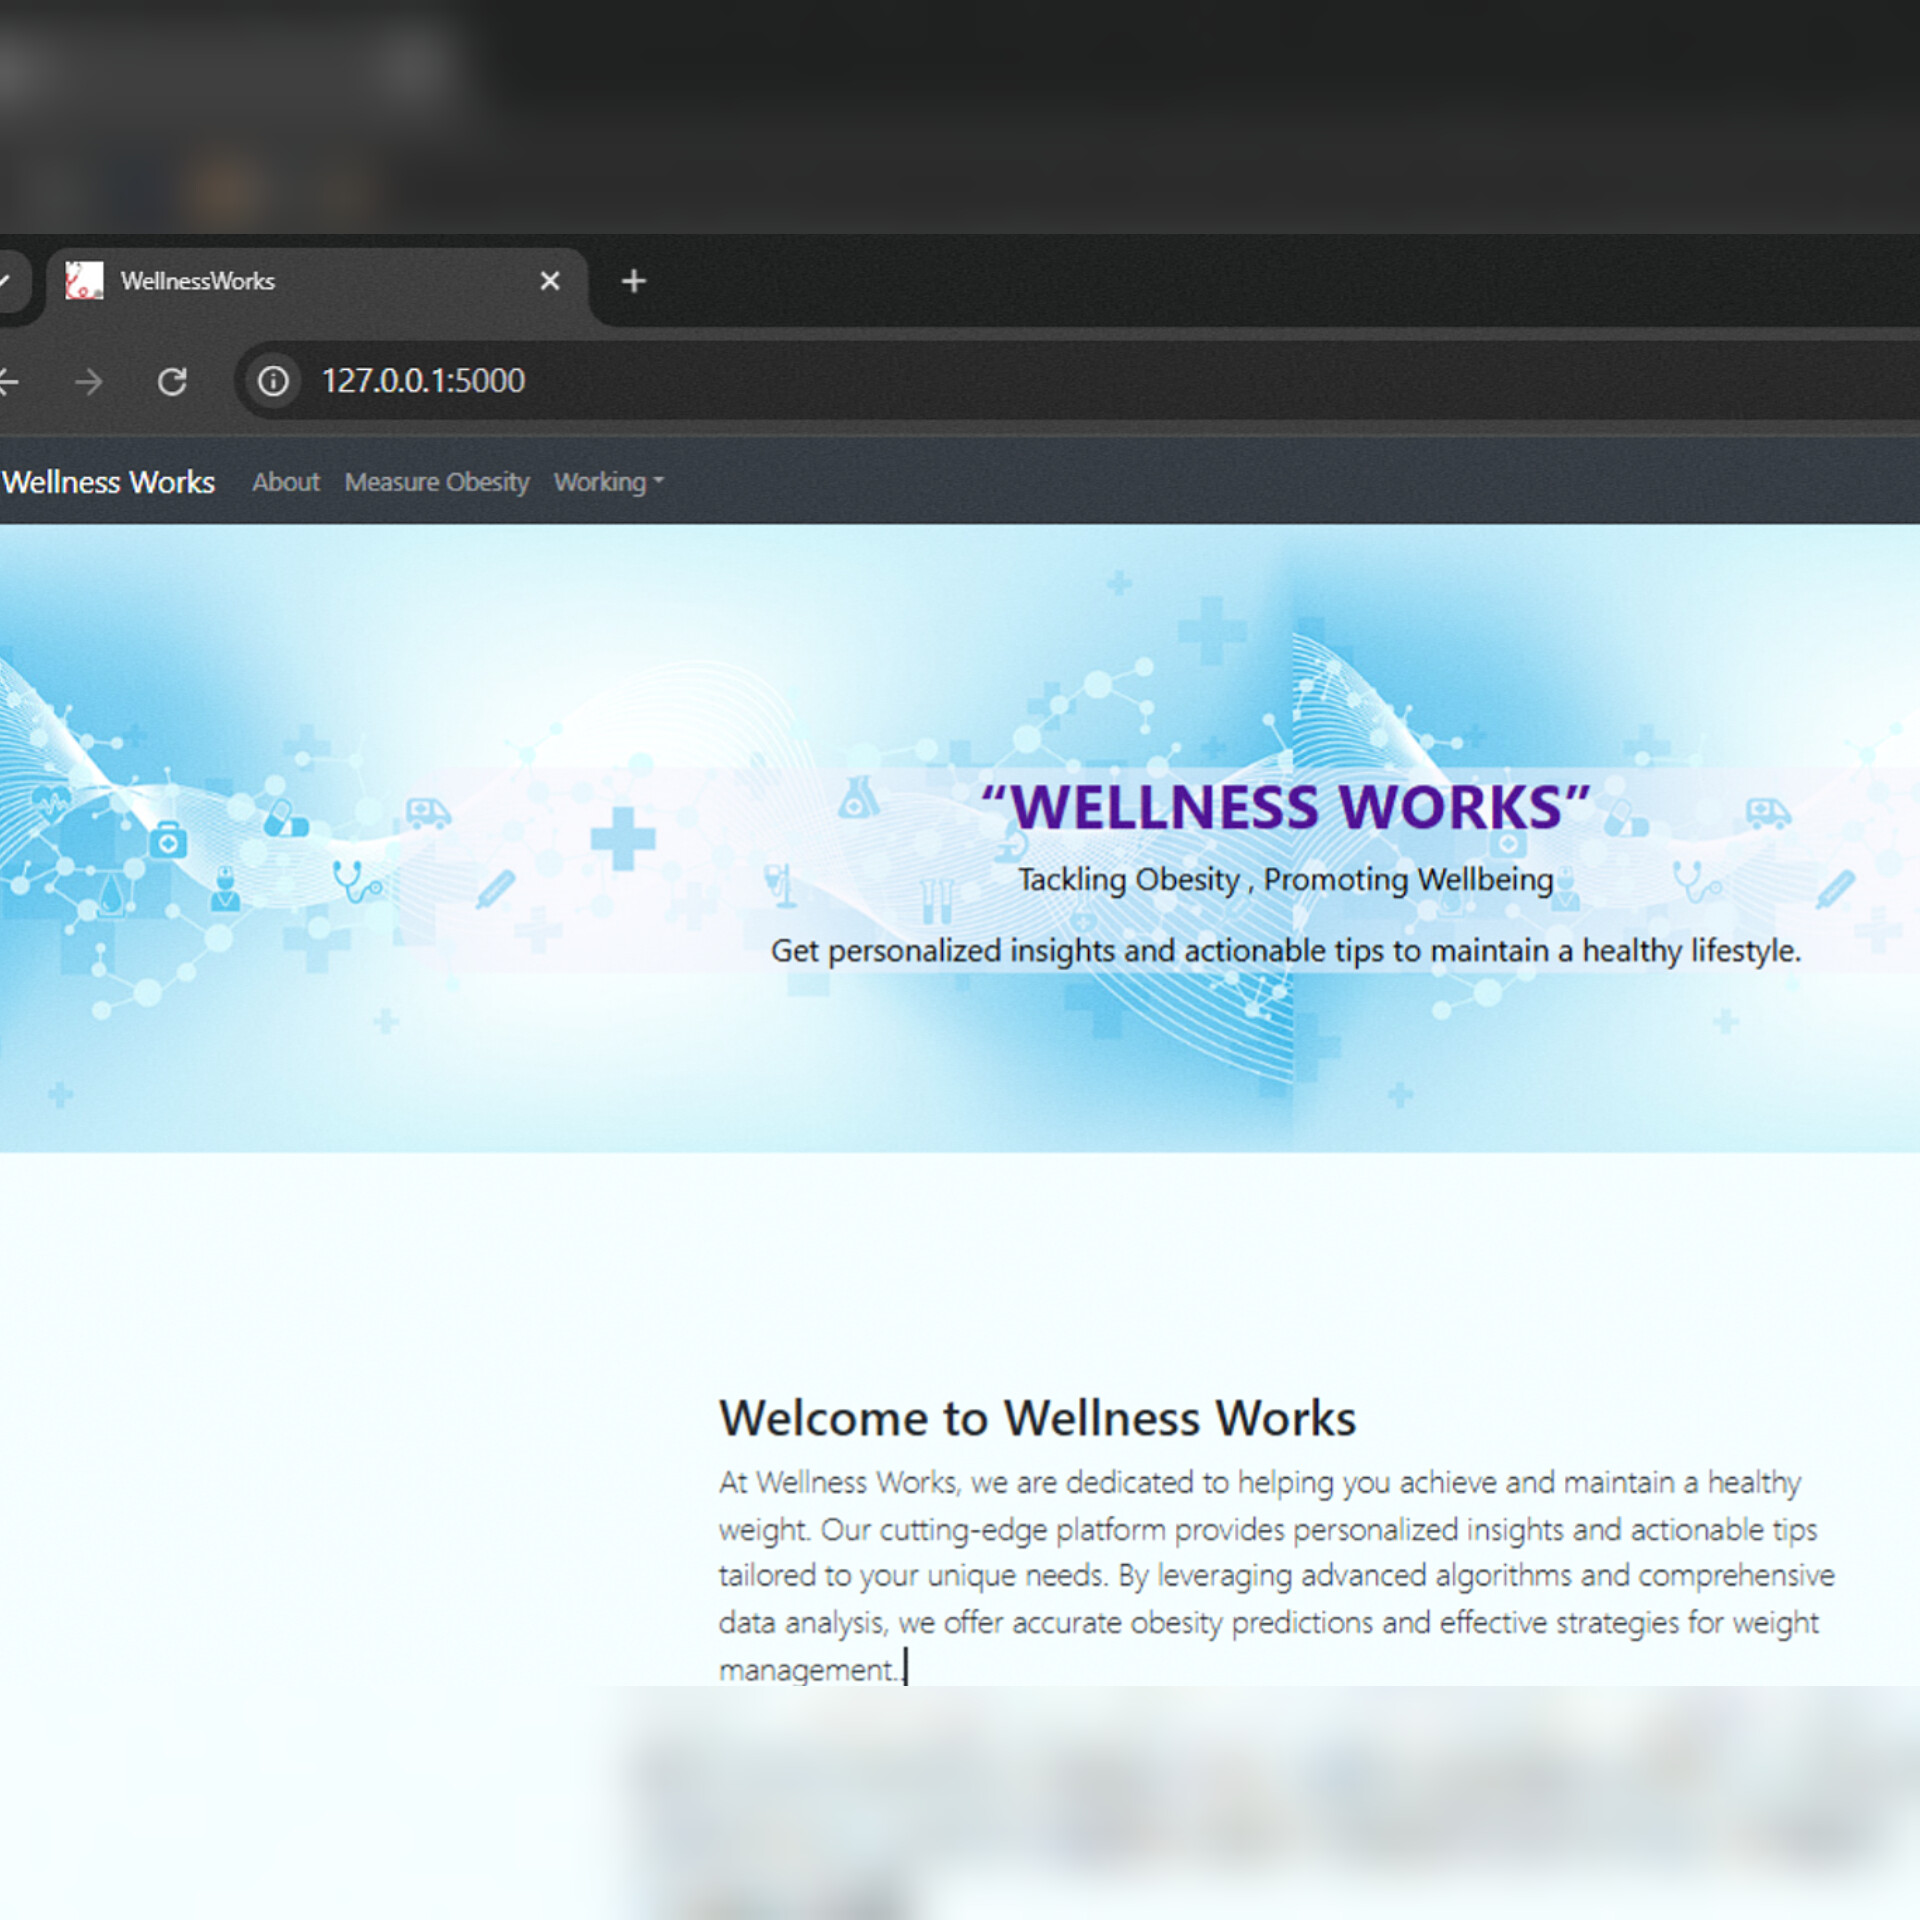 WellnessWorks
127.0.0.1:5000
Wellness Works About Measure Obesity Working
“WELLNESS WORKS”
Tackling Obesity , Promoting Wellbeing
Get personalized insights and actionable tips to maintain a healthy lifestyle.
Welcome to Wellness Works
At Wellness Works, we are dedicated to helping you achieve and maintain a healthy
weight. Our cutting-edge platform provides personalized insights and actionable tips
tailored to your unique needs. By leveraging advanced algorithms and comprehensive
data analysis, we offer accurate obesity predictions and effective strategies for weight
management..